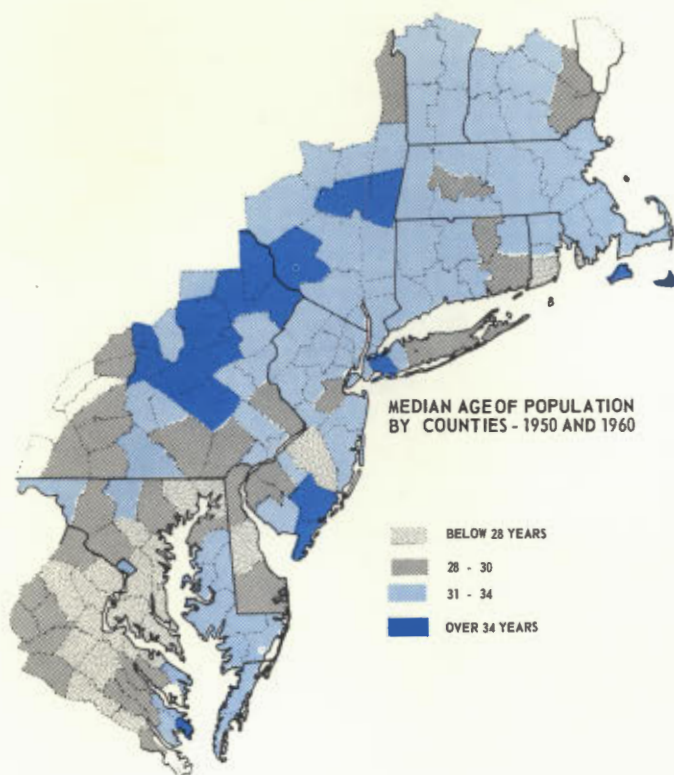 MEDIAN AGE OF POPULATION
BY COUNTIES - 1950 AND 1960
BELOW 28 YEARS
28 - 30
31 - 34
OVER 34 YEARS